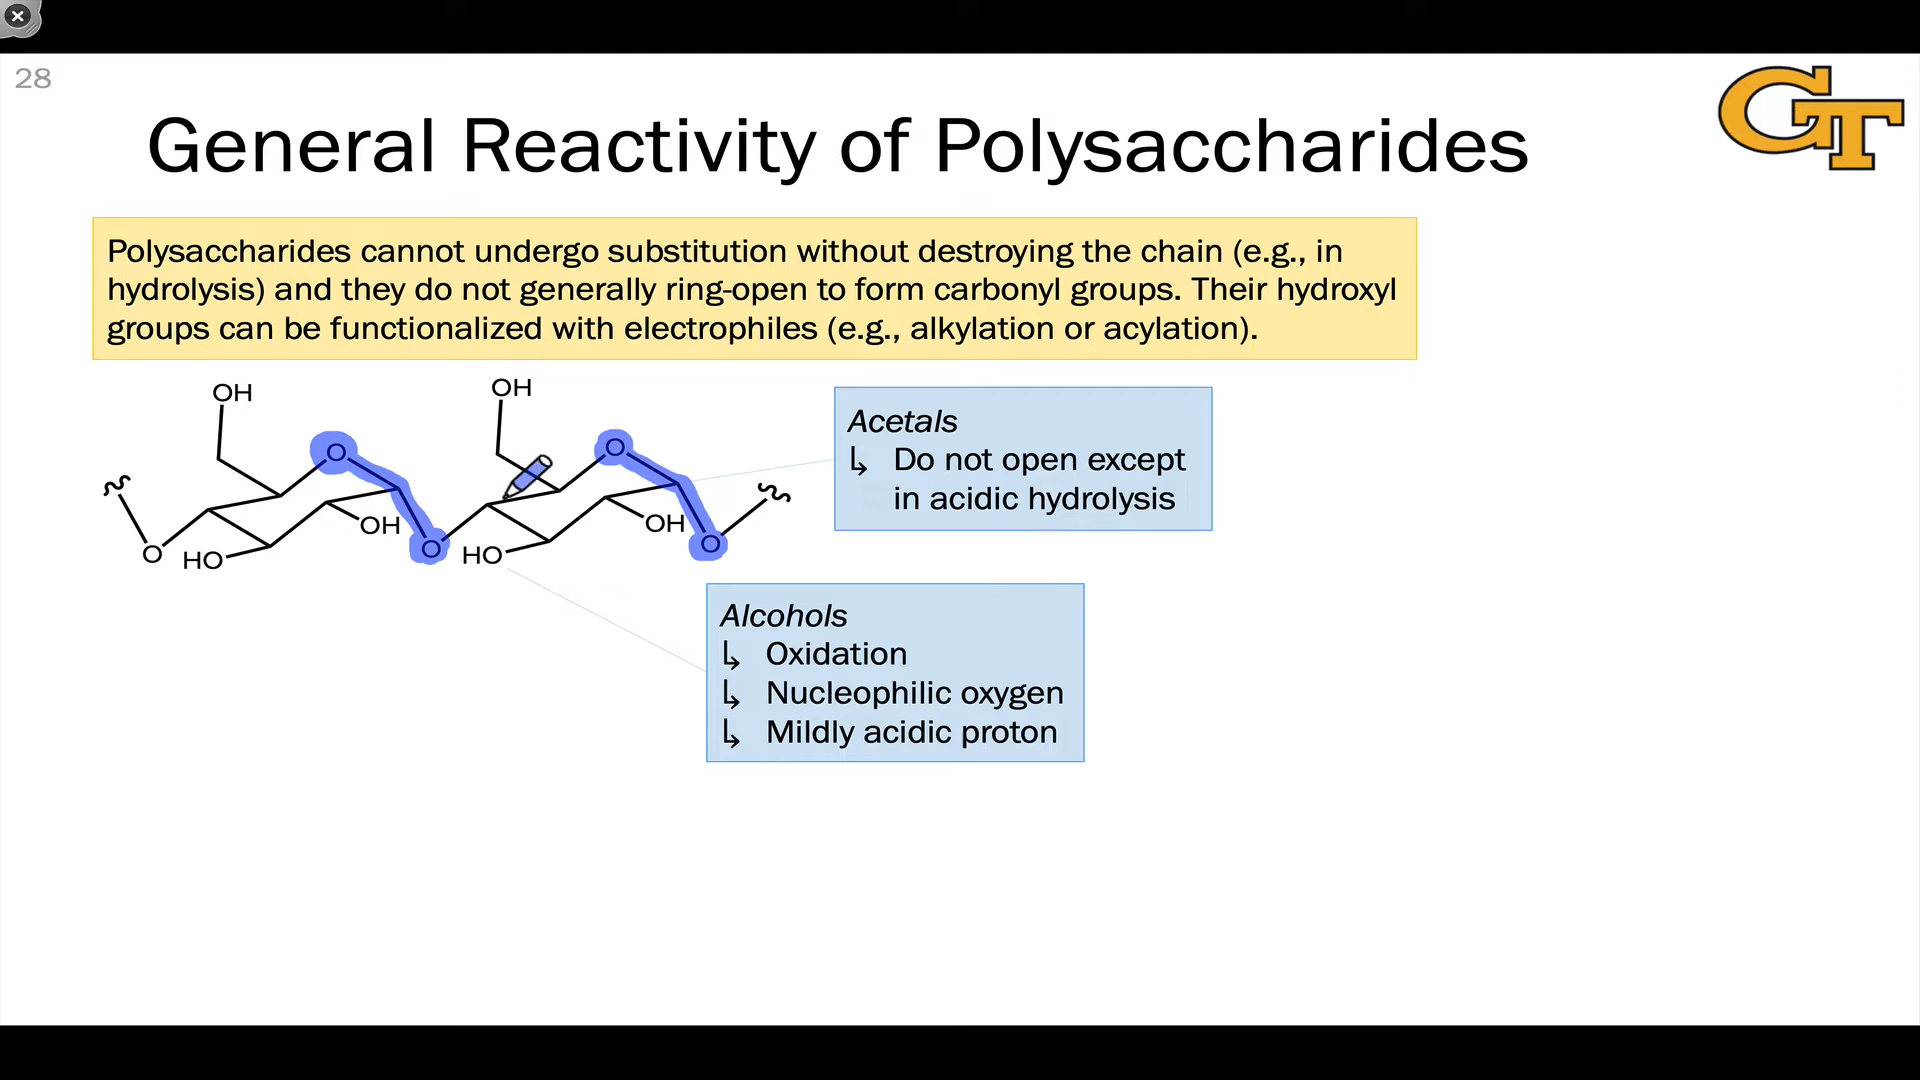 28
GT
General Reactivity of Polysaccharides
Polysaccharides cannot undergo substitution without destroying the chain (e.g., in
hydrolysis) and they do not generally ring-open to form carbonyl groups. Their hydroxyl
groups can be functionalized with electrophiles (e.g., alkylation or acylation).
OH
OH
O
O
OH
OH
O
HO
O
HO
O
Acetals
↳ Do not open except
in acidic hydrolysis
Alcohols
↳ Oxidation
↳ Nucleophilic oxygen
↳ Mildly acidic proton